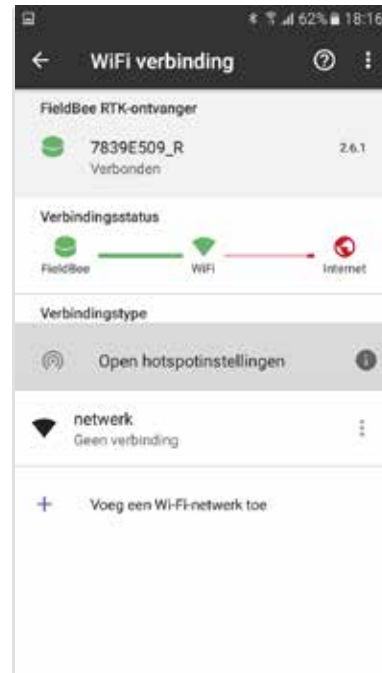 62% 18:16
WiFi verbinding
FieldBee RTK-ontvanger
7839E509_R 2.6.1
Verbonden
Verbindingsstatus
FieldBee WiFi Internet
Verbindingstype
Open hotspotinstellingen
netwerk
Geen verbinding
Voeg een Wi-Fi-netwerk toe